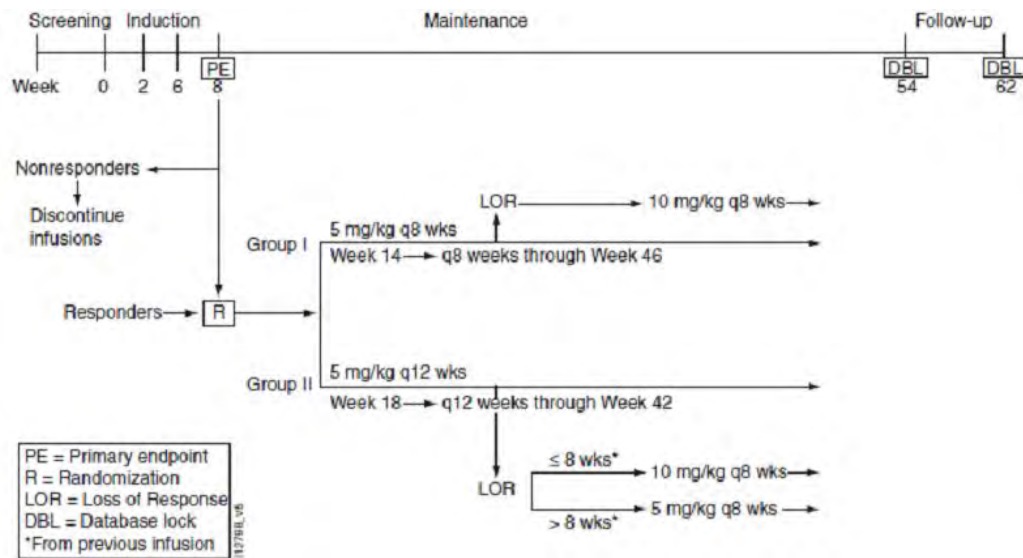 Screening Induction Maintenance Follow-up
PE DBL DBL
Week 0 2 6 8 54 62
Nonresponders
Discontinue
infusions
LOR 10 mg/kg q8 wks
5 mg/kg q8 wks
Group I
Week 14 q8 weeks through Week 46
Responders R
5 mg/kg q12 wks
Group II
Week 18 q12 weeks through Week 42
≤ 8 wks*
LOR 10 mg/kg q8 wks
> 8 wks* 5 mg/kg q8 wks
PE = Primary endpoint
R = Randomization
LOR = Loss of Response
DBL = Database lock
*From previous infusion